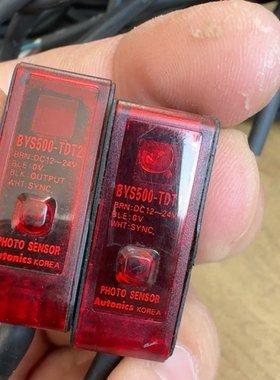 BYS500-TDT2
BRN:DC12~24V
BLE:0V
BLK:OUTPUT
WHT:SYNC.
PHOTO SENSOR
Autonics KOREA
BYS500-TDT
BRN:DC12~24V
BLE:0V
WHT:SYNC.
PHOTO SENSOR
Autonics KOREA